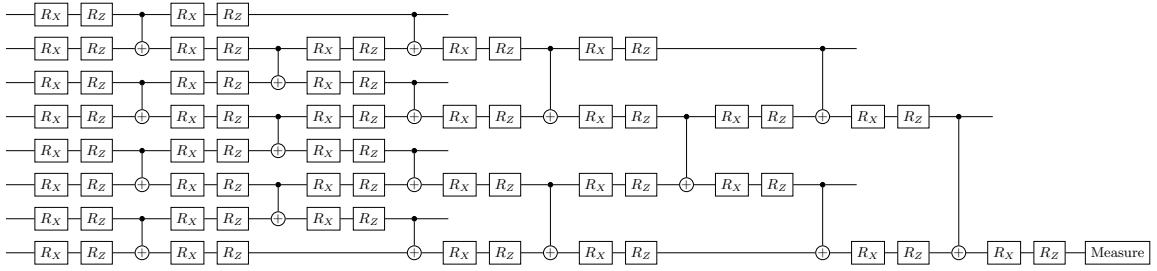 R_X R_Z R_X R_Z
R_X R_Z R_X R_Z R_X R_Z R_X R_Z R_X R_Z
R_X R_Z R_X R_Z R_X R_Z
R_X R_Z R_X R_Z R_X R_Z R_X R_Z R_X R_Z R_X R_Z R_X R_Z
R_X R_Z R_X R_Z R_X R_Z
R_X R_Z R_X R_Z R_X R_Z R_X R_Z R_X R_Z R_X R_Z
R_X R_Z R_X R_Z R_X R_Z
R_X R_Z R_X R_Z R_X R_Z R_X R_Z R_X R_Z R_X R_Z Measure